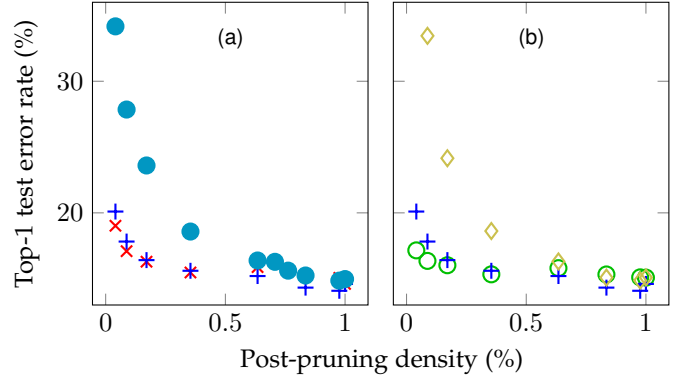 (a)
(b)
30
20
0
0.5
1
0
0.5
1
Top-1 test error rate (%)
Post-pruning density (%)